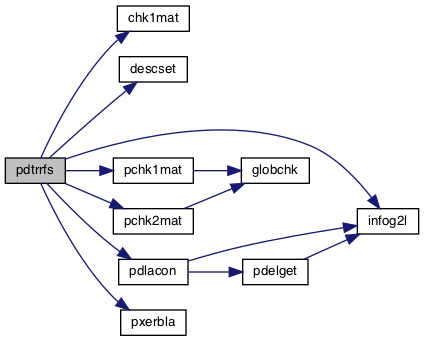 chk1mat
descset
pdtrrfs
pchk1mat
globchk
pchk2mat
infog2l
pdlacon
pdelget
pxerbla